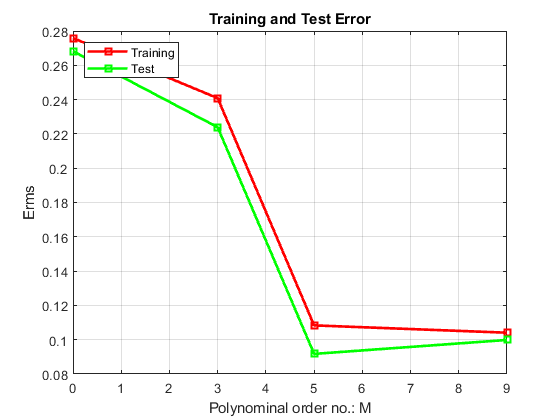 Training and Test Error
0.28
0.26
0.24
0.22
0.2
0.18
0.16
0.14
0.12
0.1
0.08
Erms
Training
Test
0 1 2 3 4 5 6 7 8 9
Polynominal order no.: M